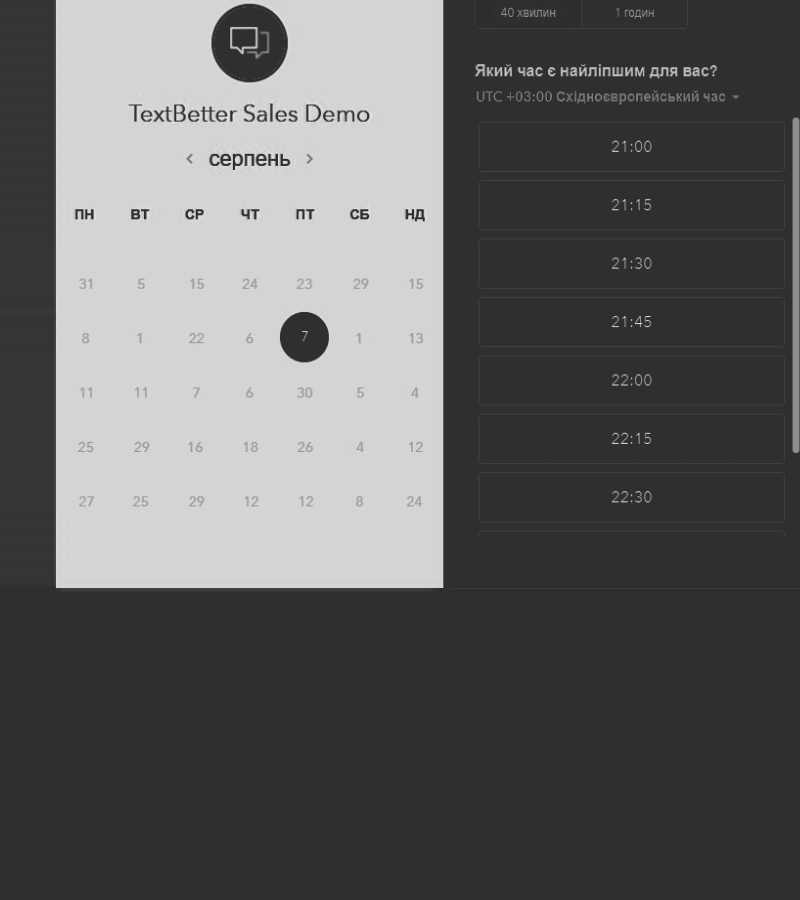 TextBetter Sales Demo
серпень
ПН ВТ СР ЧТ ПТ СБ НД
31 5 15 24 23 29 15
8 1 22 6 7 1 13
11 11 7 6 30 5 4
25 29 16 18 26 4 12
27 25 29 12 12 8 24
40 хвилин 1 годин
Який час є найліпшим для вас?
UTC +03:00 Східноєвропейський час
21:00
21:15
21:30
21:45
22:00
22:15
22:30